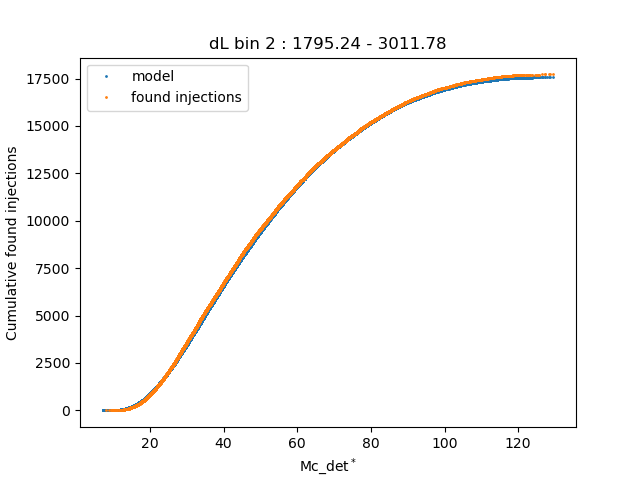 dL bin 2 : 1795.24 - 3011.78
model
found injections
17500
15000
12500
10000
7500
5000
2500
0
Cumulative found injections
20 40 60 80 100 120
Mc_det*